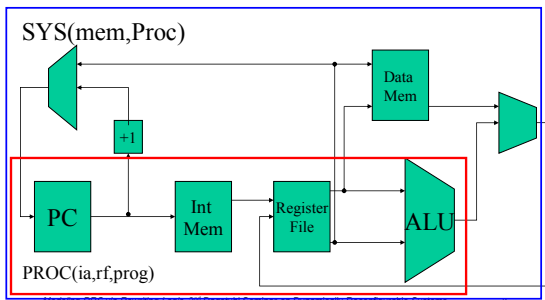 SYS(mem,Proc)
Data
Mem
+1
PC
Int
Mem
Register
File
ALU
PROC(ia,rf,prog)